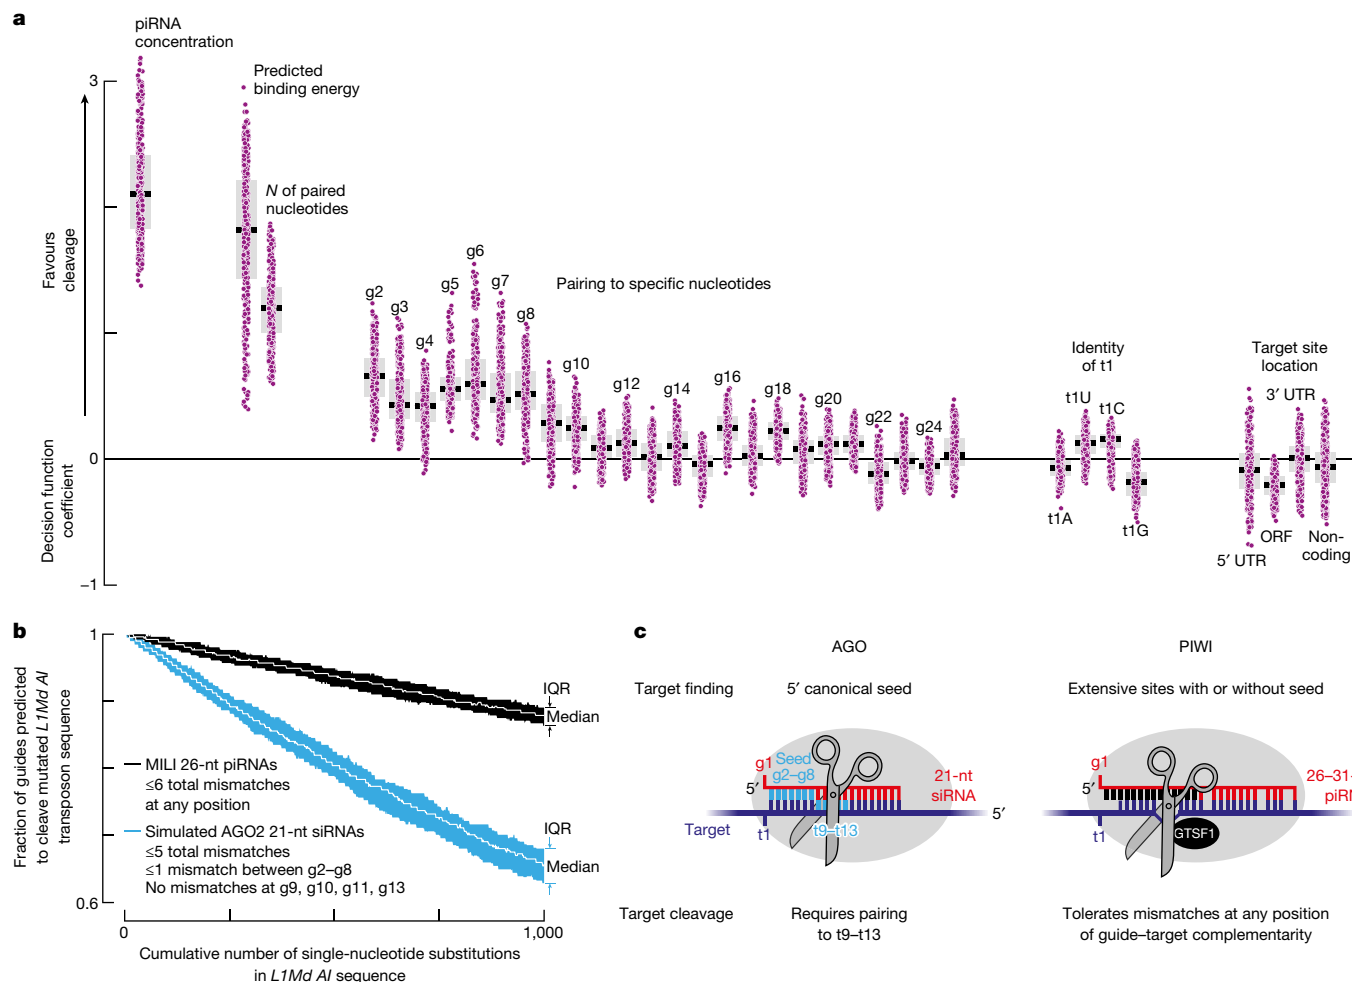 a
piRNA
concentration
Predicted
binding energy
N of paired
nucleotides
3
Favours
cleavage
0
Decision function
coefficient
−1
g2
g3
g4
g5
g6
g7
g8
Pairing to specific nucleotides
g10
g12
g14
g16
g18
g20
g22
g24
Identity
of t1
t1U
t1C
t1A
t1G
Target site
location
3′ UTR
ORF
5′ UTR
Non-
coding
b
1
Fraction of guides predicted
to cleave mutated L1Md AI
transposon sequence
0.6
IQR
Median
MILI 26-nt piRNAs
≤6 total mismatches
at any position
Simulated AGO2 21-nt siRNAs
≤5 total mismatches
≤1 mismatch between g2–g8
No mismatches at g9, g10, g11, g13
IQR
Median
0
1,000
Cumulative number of single-nucleotide substitutions
in L1Md AI sequence
c
AGO
PIWI
Target finding
5′ canonical seed
Extensive sites with or without seed
g1
Seed
g2–g8
5′
21-nt
siRNA
Target
t1
t9–t13
5′
g1
5′
26–31-
t1
GTSF1
Target cleavage
Requires pairing
to t9–t13
Tolerates mismatches at any position
of guide–target complementarity